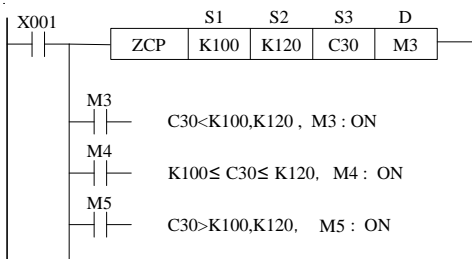 S1 S2 S3 D
X001
ZCP K100 K120 C30 M3
M3
C30<K100,K120 , M3 : ON
M4
K100≤ C30≤ K120, M4 : ON
M5
C30>K100,K120, M5 : ON